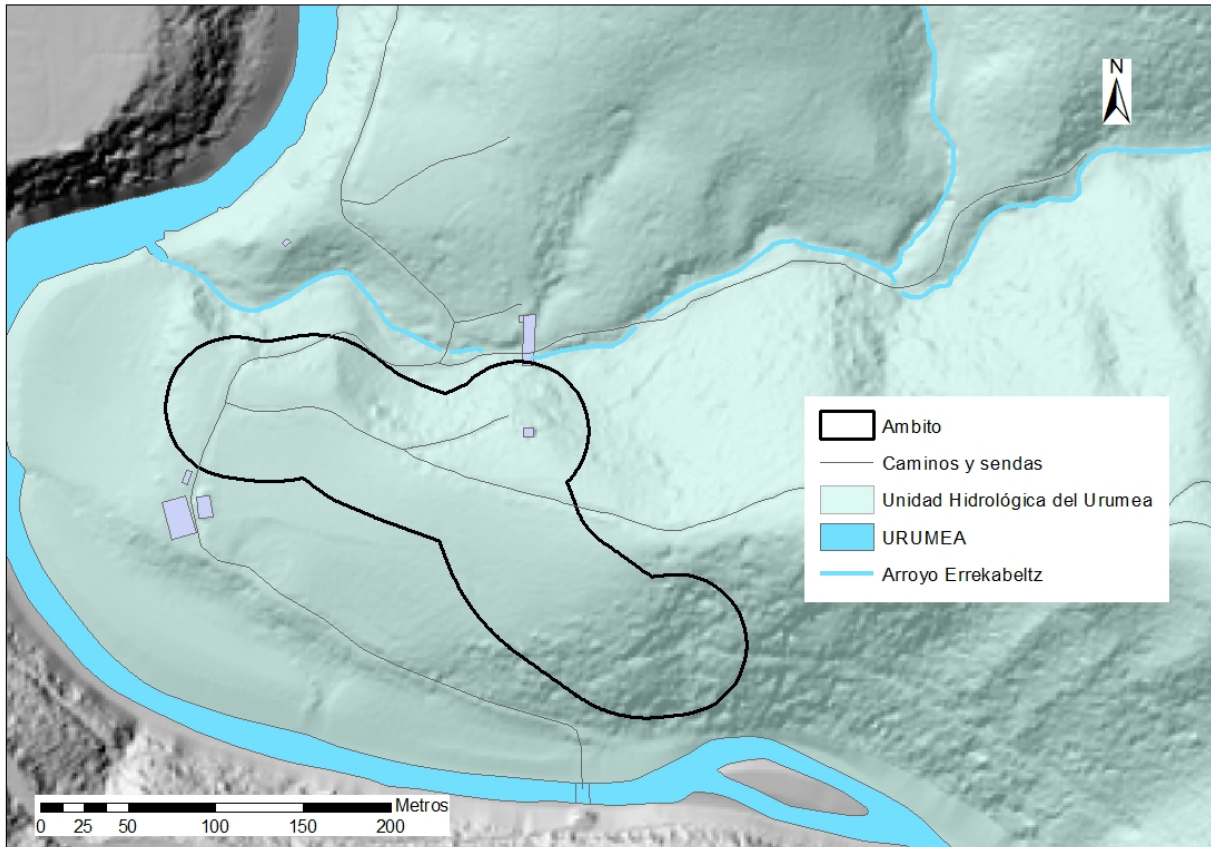 N
Ambito
Caminos y sendas
Unidad Hidrológica del Urumea
URUMEA
Arroyo Errekabeltz
Metros
0 25 50 100 150 200